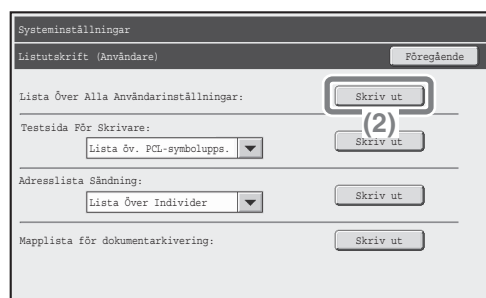 Systeminställningar
Listutskrift (Användare)
Föregående
Lista Över Alla Användarinställningar:
Skriv ut
(2)
Testsida För Skrivare:
Lista öv. PCL-symbolupps.
Skriv ut
Adresslista Sändning:
Lista Över Individer
Skriv ut
Mapplista för dokumentarkivering:
Skriv ut